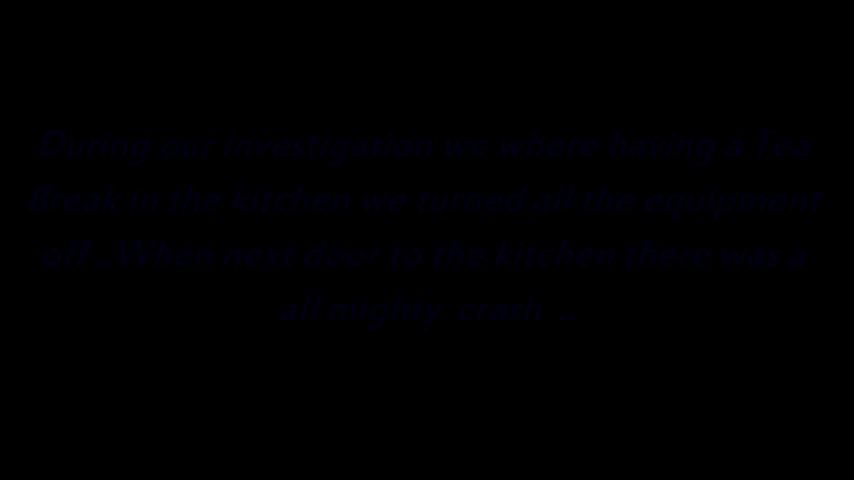 During our investigation we where having a Tea
Break in the kitchen we turned all the equipment
off ..When next door to the kitchen there was a
all mighty crash ...